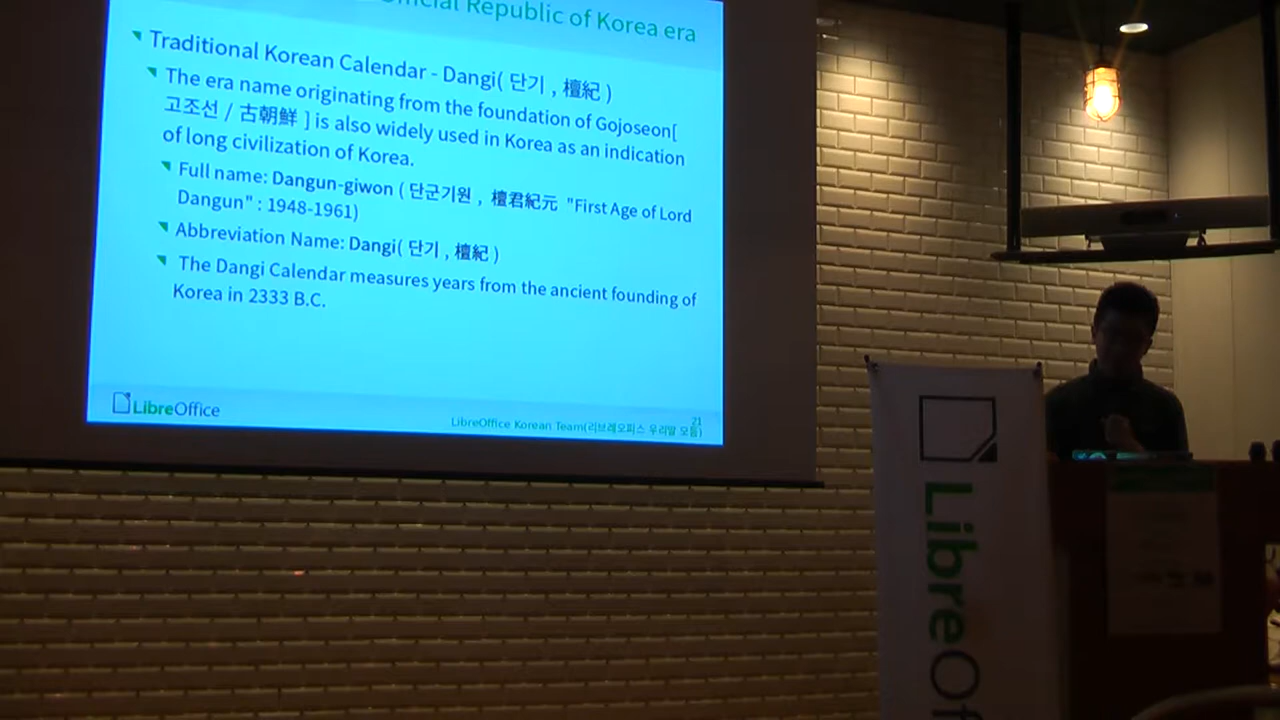 Official Republic of Korea era
Traditional Korean Calendar - Dangi( 단기 , 檀紀 )
The era name originating from the foundation of Gojoseon[
고조선 / 古朝鮮 ] is also widely used in Korea as an indication
of long civilization of Korea.
Full name: Dangun-giwon ( 단군기원 , 檀君紀元 "First Age of Lord
Dangun" : 1948-1961)
Abbreviation Name: Dangi( 단기 , 檀紀 )
The Dangi Calendar measures years from the ancient founding of
Korea in 2333 B.C.
LibreOffice
21
LibreOffice Korean Team(리브레오피스 우리말 모둠)
LibreOf